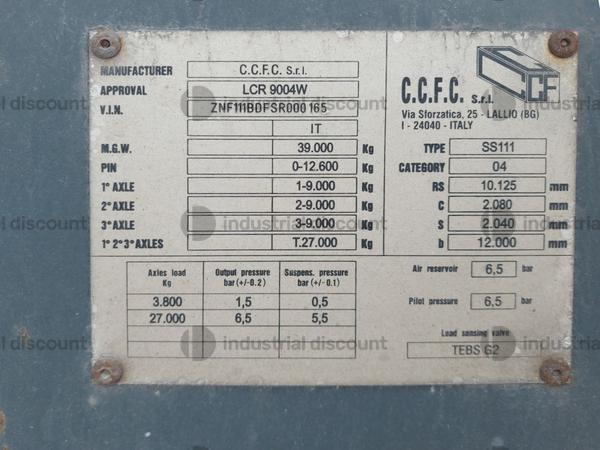 MANUFACTURER C.C.F.C. S.r.l.
APPROVAL LCR 9004W
V.I.N. ZNF111BDFSR000165
IT
M.G.W. 39.000 Kg
PIN 0-12.600 Kg
1° AXLE 1-9.000 Kg
2° AXLE 2-9.000 Kg
3° AXLE 3-9.000 Kg
1° 2° 3° AXLES T.27.000 Kg
CF
C.C.F.C. S.r.l.
Via Sforzatica, 25 - LALLIO (BG)
I - 24040 - ITALY
TYPE SS111
CATEGORY 04
RS 10.125 mm
C 2.080 mm
S 2.040 mm
b 12.000 mm
Axles load Kg Output pressure bar (+/-0.2) Suspens. pressure bar (+/-0.1)
3.800 1,5 0,5
27.000 6,5 5,5
Air reservoir 6,5 bar
Pilot pressure 6,5 bar
Load sensing valve
TEBS G2
industrial discount
industrial discount
industrial discount
industrial discount
industrial discount
industrial discount